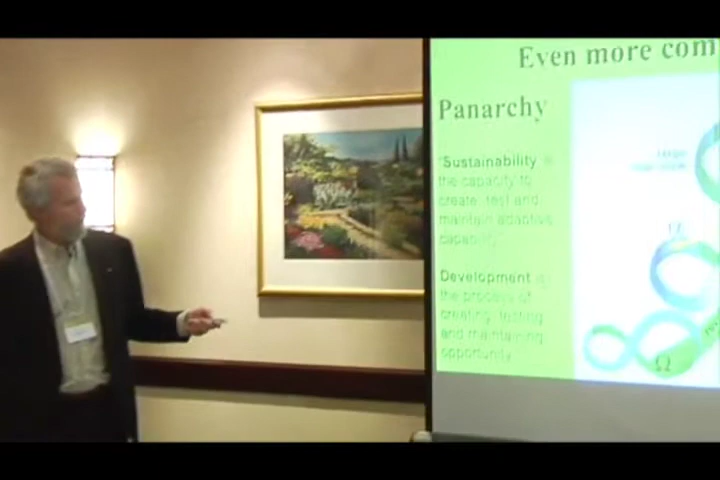 Even more com
Panarchy
"Sustainability is
the capacity to
create, test and
maintain adaptive
capability.
Development is
the process of
creating, testing,
and maintaining
opportunity.
Ω
Ω